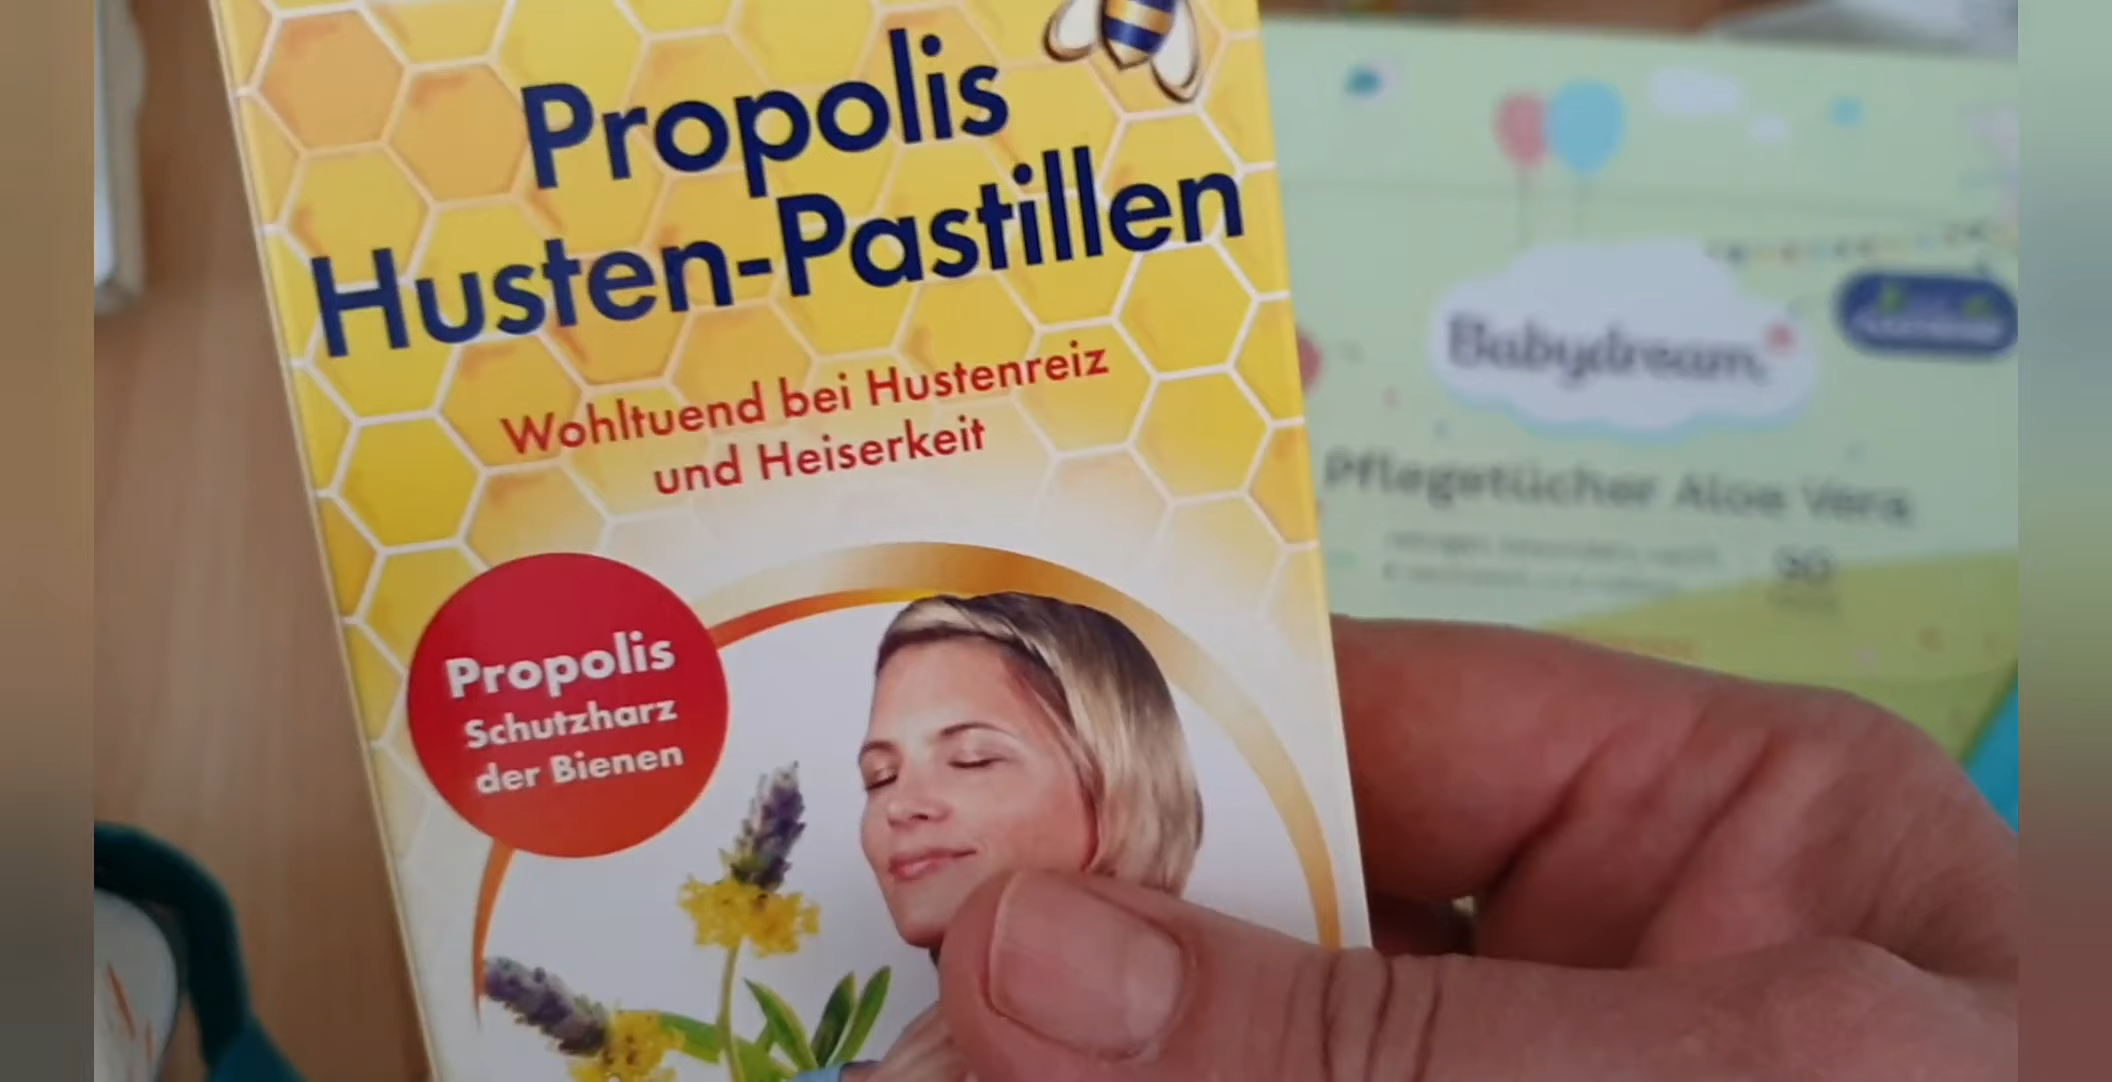 Propolis
Husten-Pastillen
Wohltuend bei Hustenreiz
und Heiserkeit
Propolis
Schutzharz
der Bienen
Babydream
Pflegetücher Aloe Vera